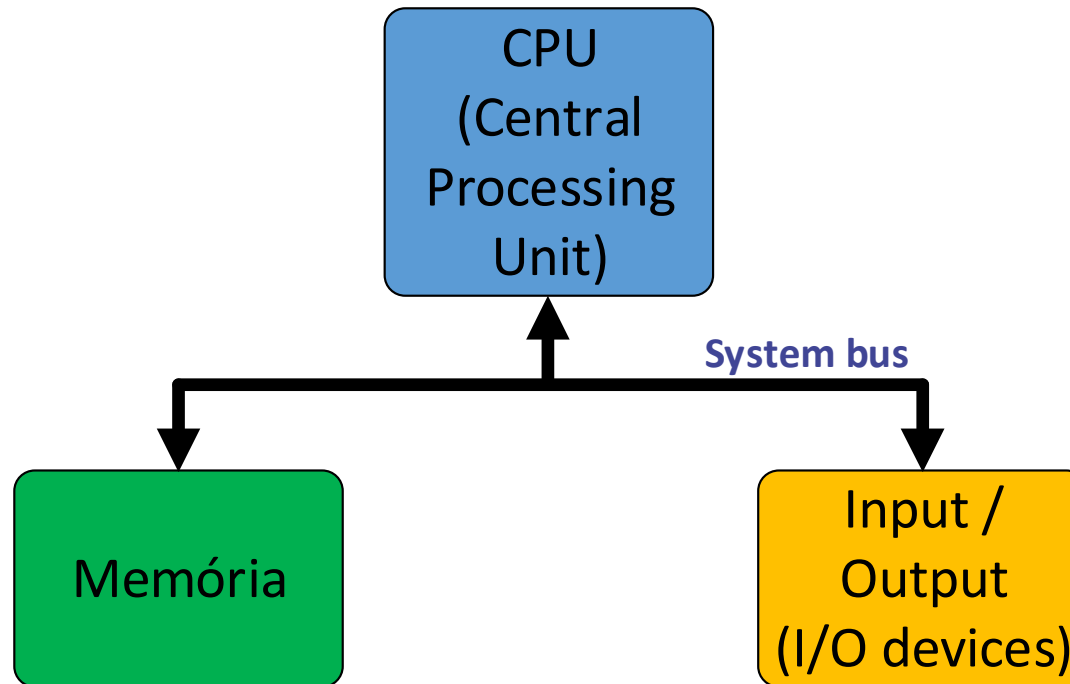 CPU
(Central
Processing
Unit)
System bus
Memória
Input /
Output
(I/O devices)